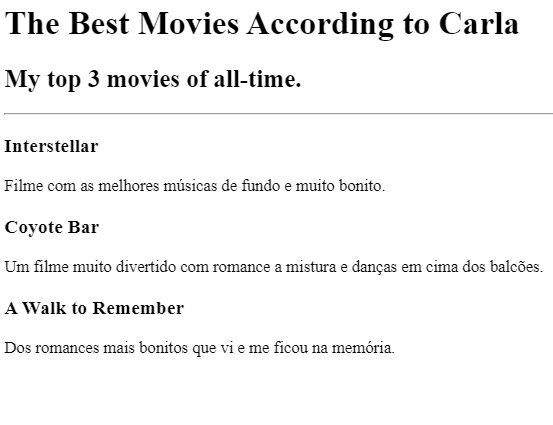 The Best Movies According to Carla
My top 3 movies of all-time.
Interstellar
Filme com as melhores músicas de fundo e muito bonito.
Coyote Bar
Um filme muito divertido com romance a mistura e danças em cima dos balcões.
A Walk to Remember
Dos romances mais bonitos que vi e me ficou na memória.